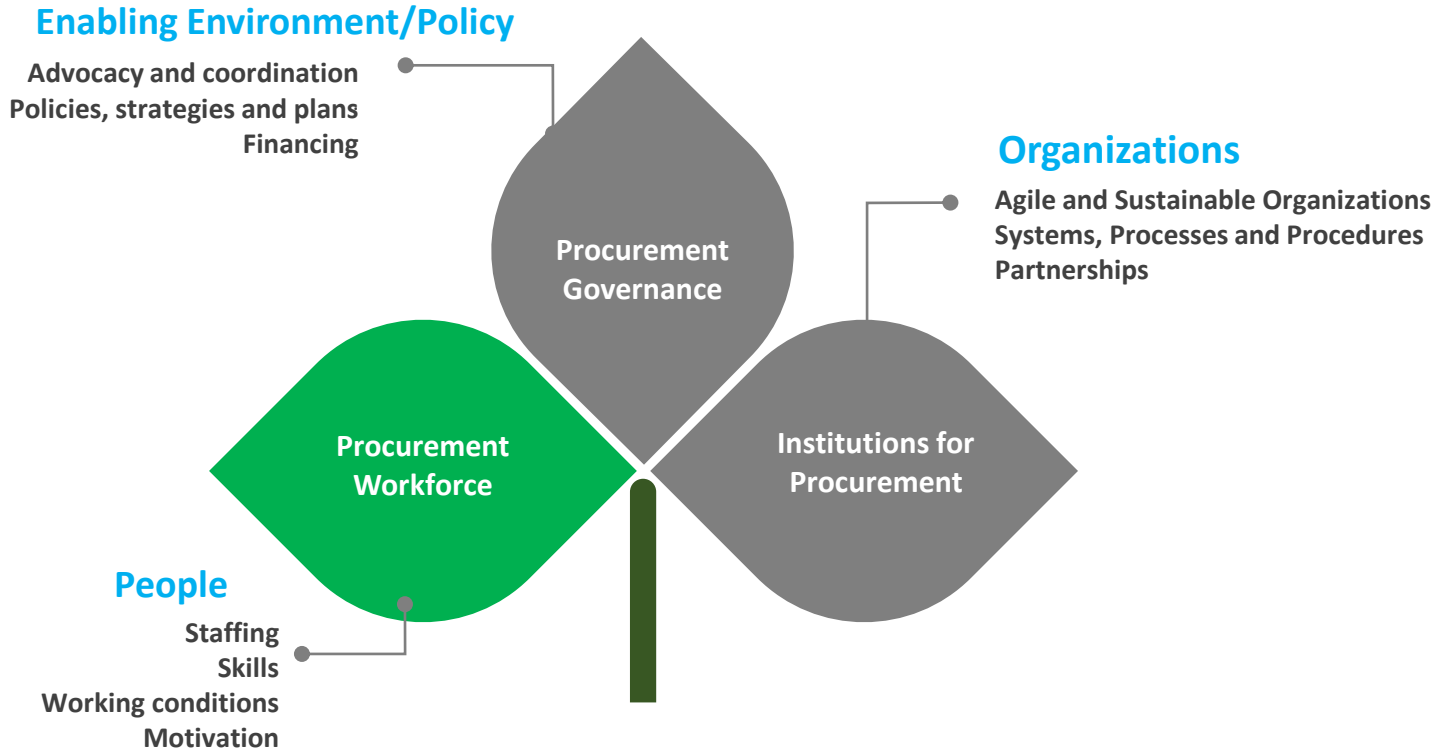 Enabling Environment/Policy
Advocacy and coordination
Policies, strategies and plans
Financing
Organizations
Agile and Sustainable Organizations
Systems, Processes and Procedures
Partnerships
Procurement
Governance
Procurement
Workforce
Institutions for
Procurement
People
Staffing
Skills
Working conditions
Motivation